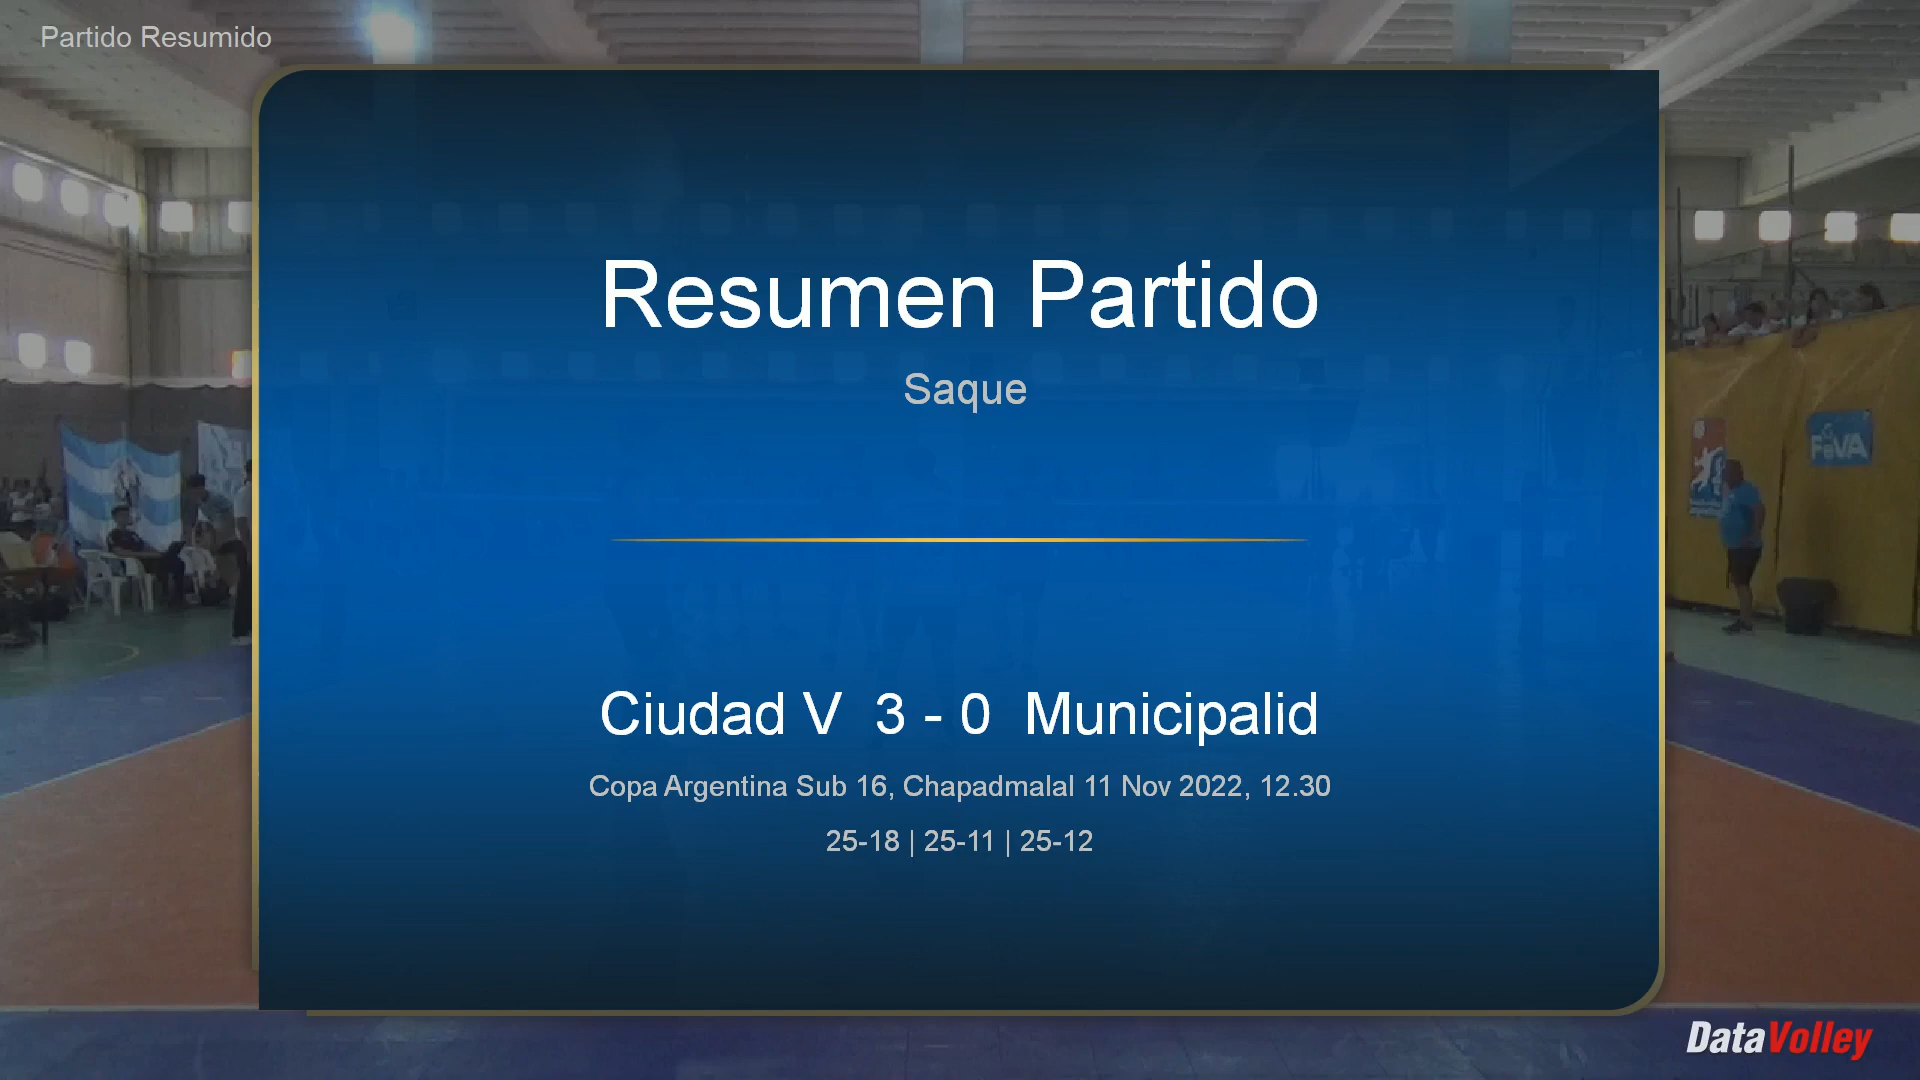 Partido Resumido
Resumen Partido
Saque
FeVA
Ciudad V 3 - 0 Municipalid
Copa Argentina Sub 16, Chapadmalal 11 Nov 2022, 12.30
25-18 | 25-11 | 25-12
DataVolley